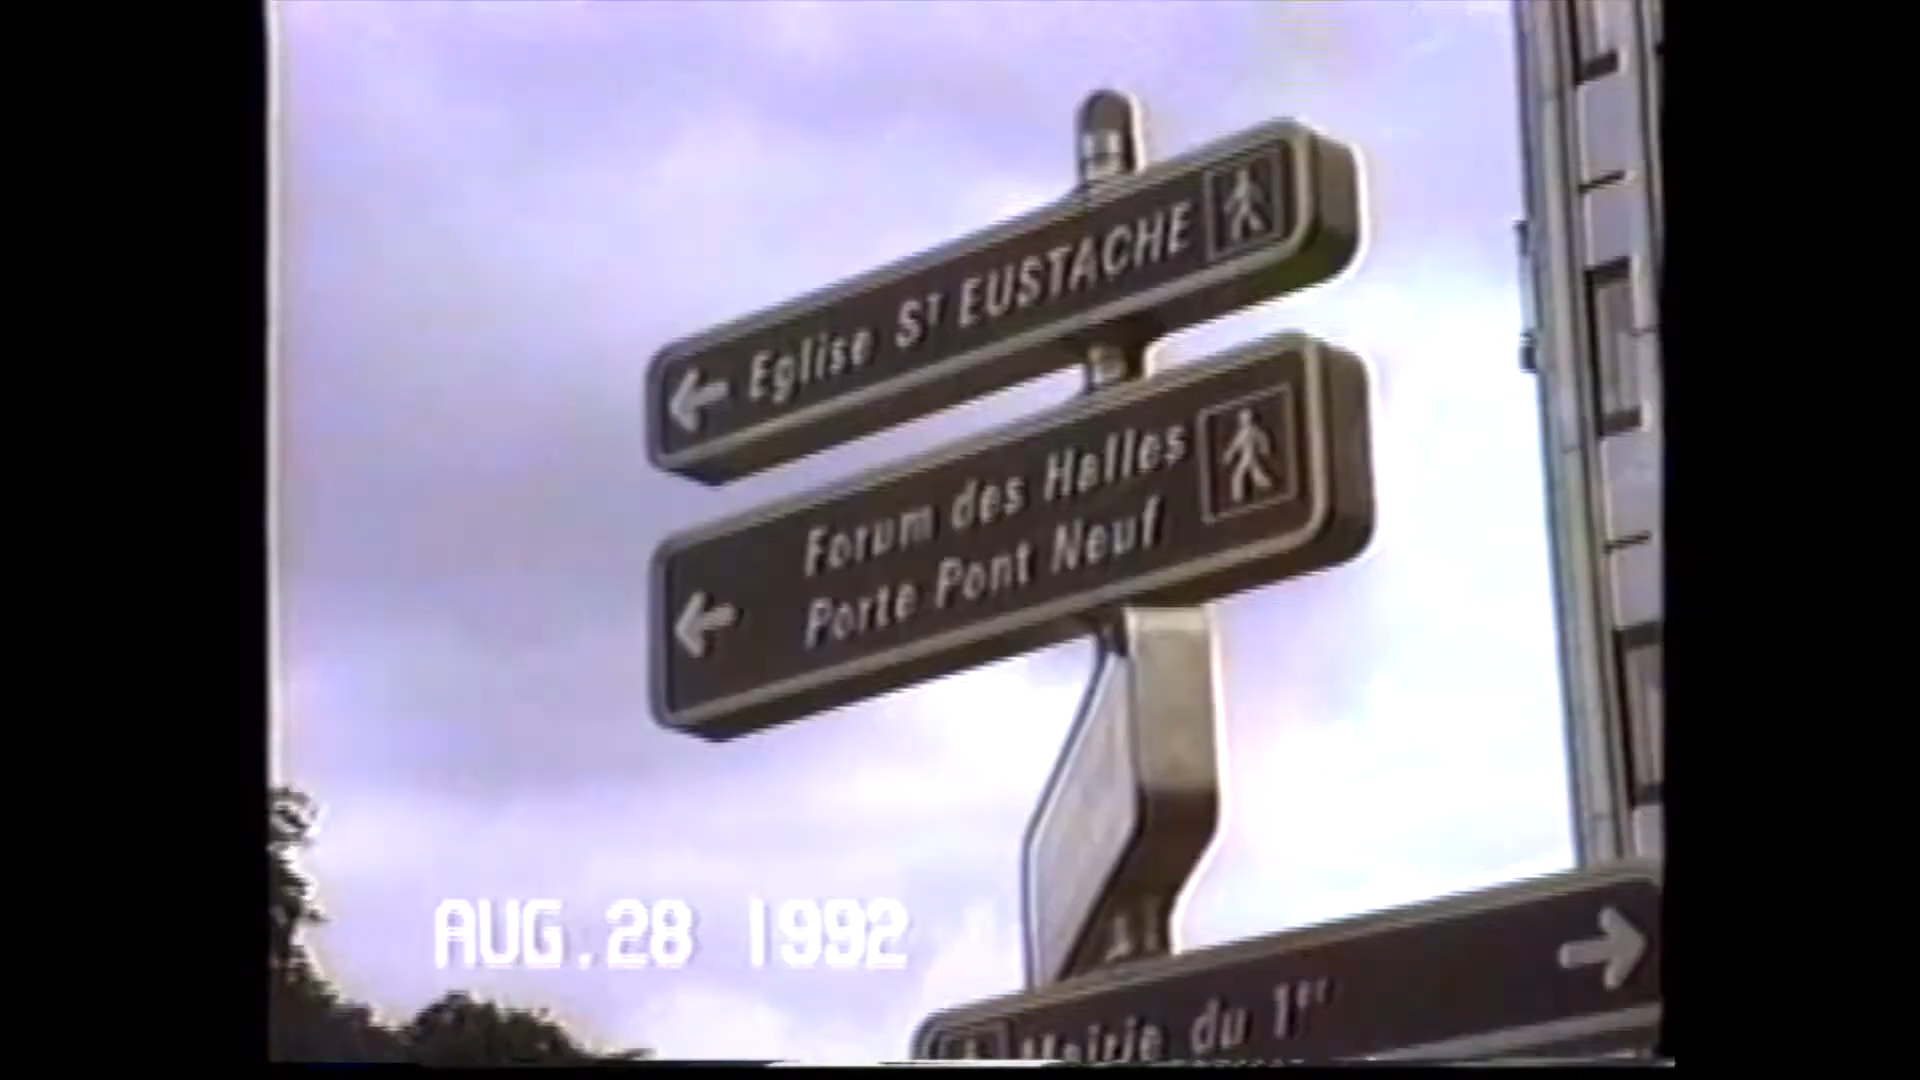 Eglise Sᵀ EUSTACHE
Forum des Halles
Porte Pont Neuf
AUG. 28 1992
Mairie du 1ᵉʳ